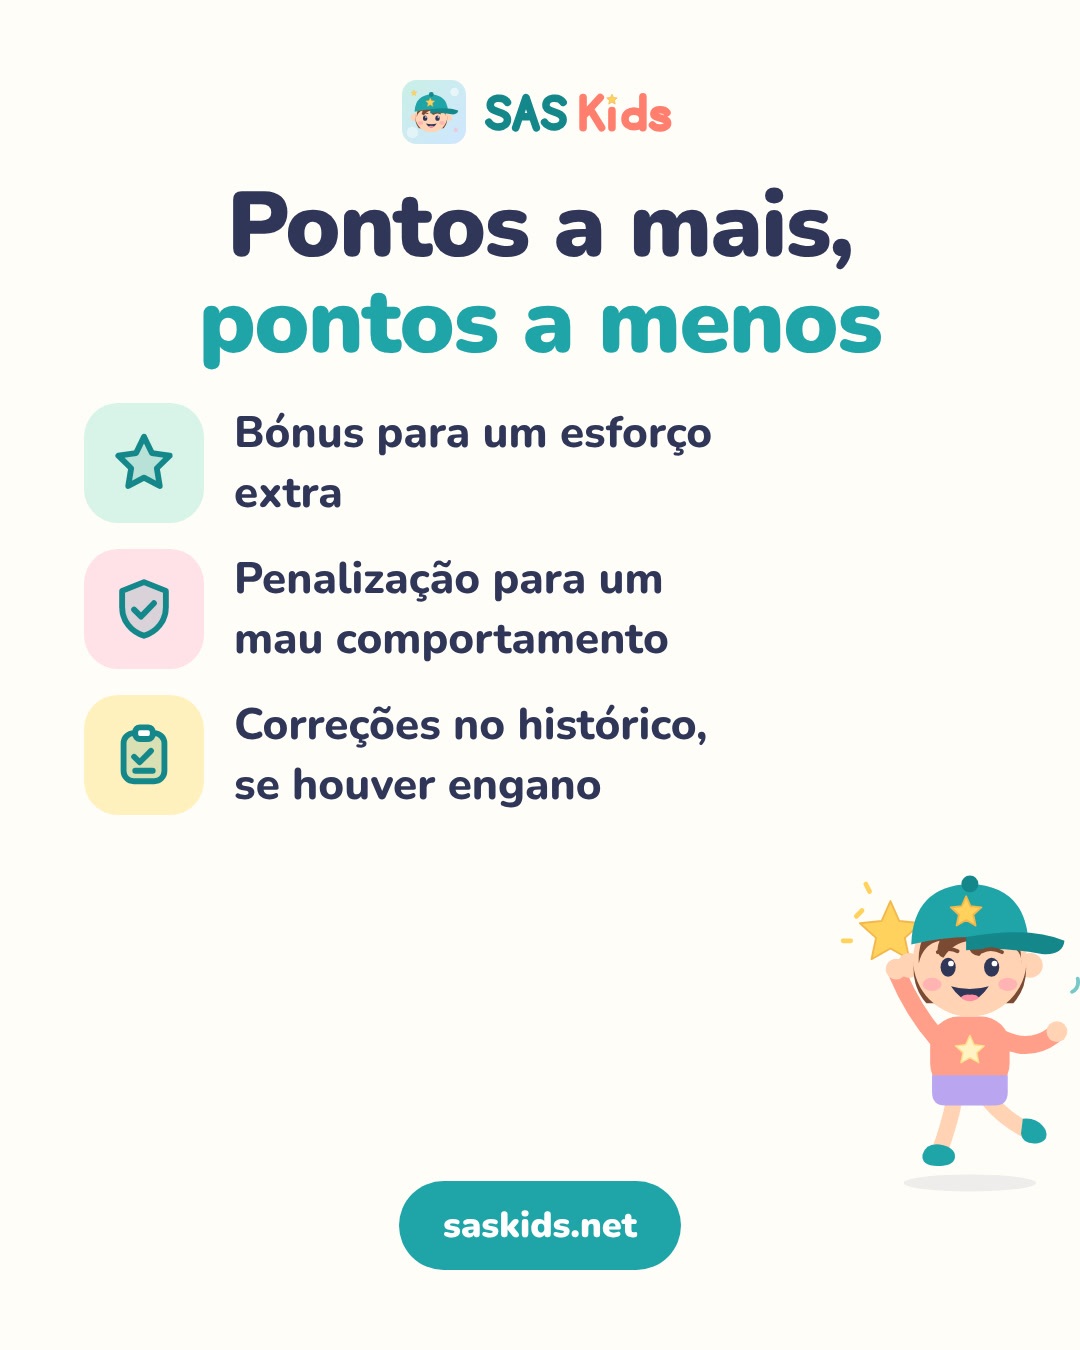 SAS Kids
Pontos a mais,
pontos a menos
Bónus para um esforço
extra
Penalização para um
mau comportamento
Correções no histórico,
se houver engano
saskids.net